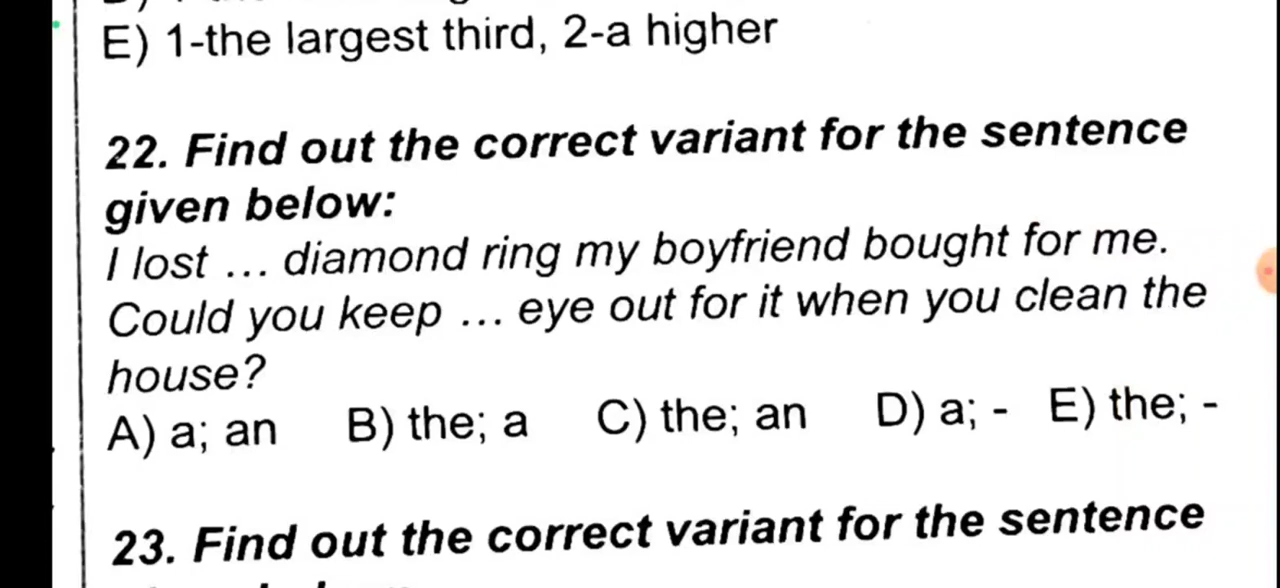 E) 1-the largest third, 2-a higher
22. Find out the correct variant for the sentence
given below:
I lost ... diamond ring my boyfriend bought for me.
Could you keep ... eye out for it when you clean the
house?
A) a; an B) the; a C) the; an D) a; - E) the; -
23. Find out the correct variant for the sentence